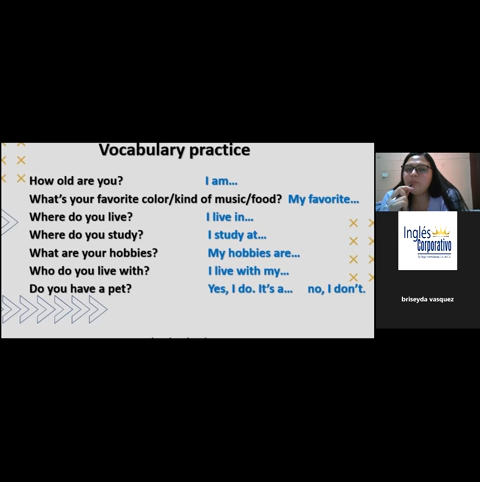 Vocabulary practice
How old are you? I am...
What's your favorite color/kind of music/food? My favorite...
Where do you live? I live in...
Where do you study? I study at...
What are your hobbies? My hobbies are...
Who do you live with? I live with my...
Do you have a pet? Yes, I do. It's a... no, I don't.
Inglés
Corporativo
briseyda vasquez